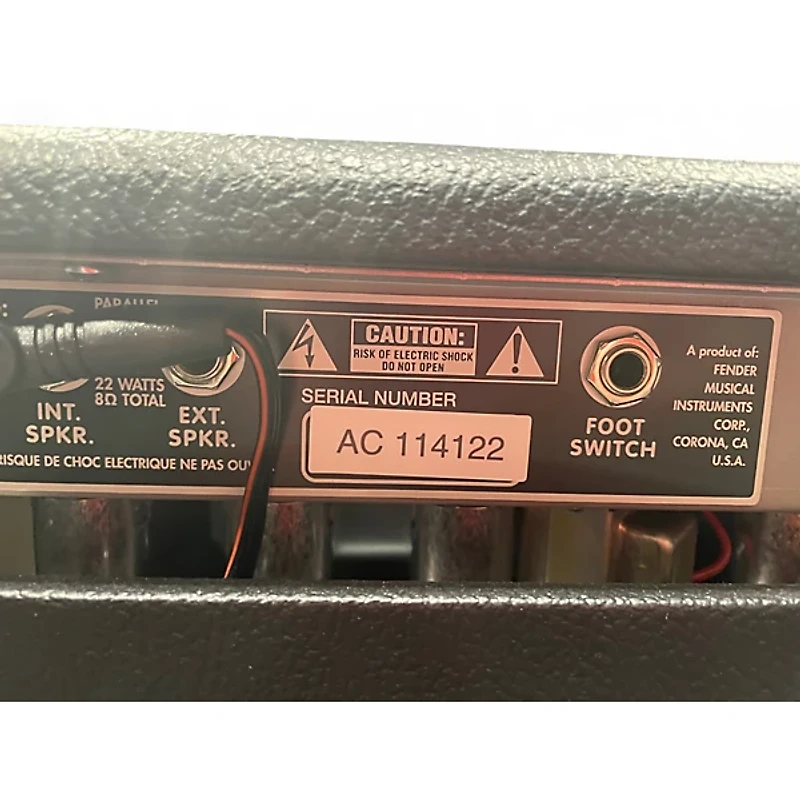 PARALLEL
22 WATTS
8Ω TOTAL
INT.
SPKR.
EXT.
SPKR.
RISQUE DE CHOC ELECTRIQUE NE PAS OUV
CAUTION:
RISK OF ELECTRIC SHOCK
DO NOT OPEN
SERIAL NUMBER
AC 114122
FOOT
SWITCH
A product of:
FENDER
MUSICAL
INSTRUMENTS
CORP.,
CORONA, CA
U.S.A.